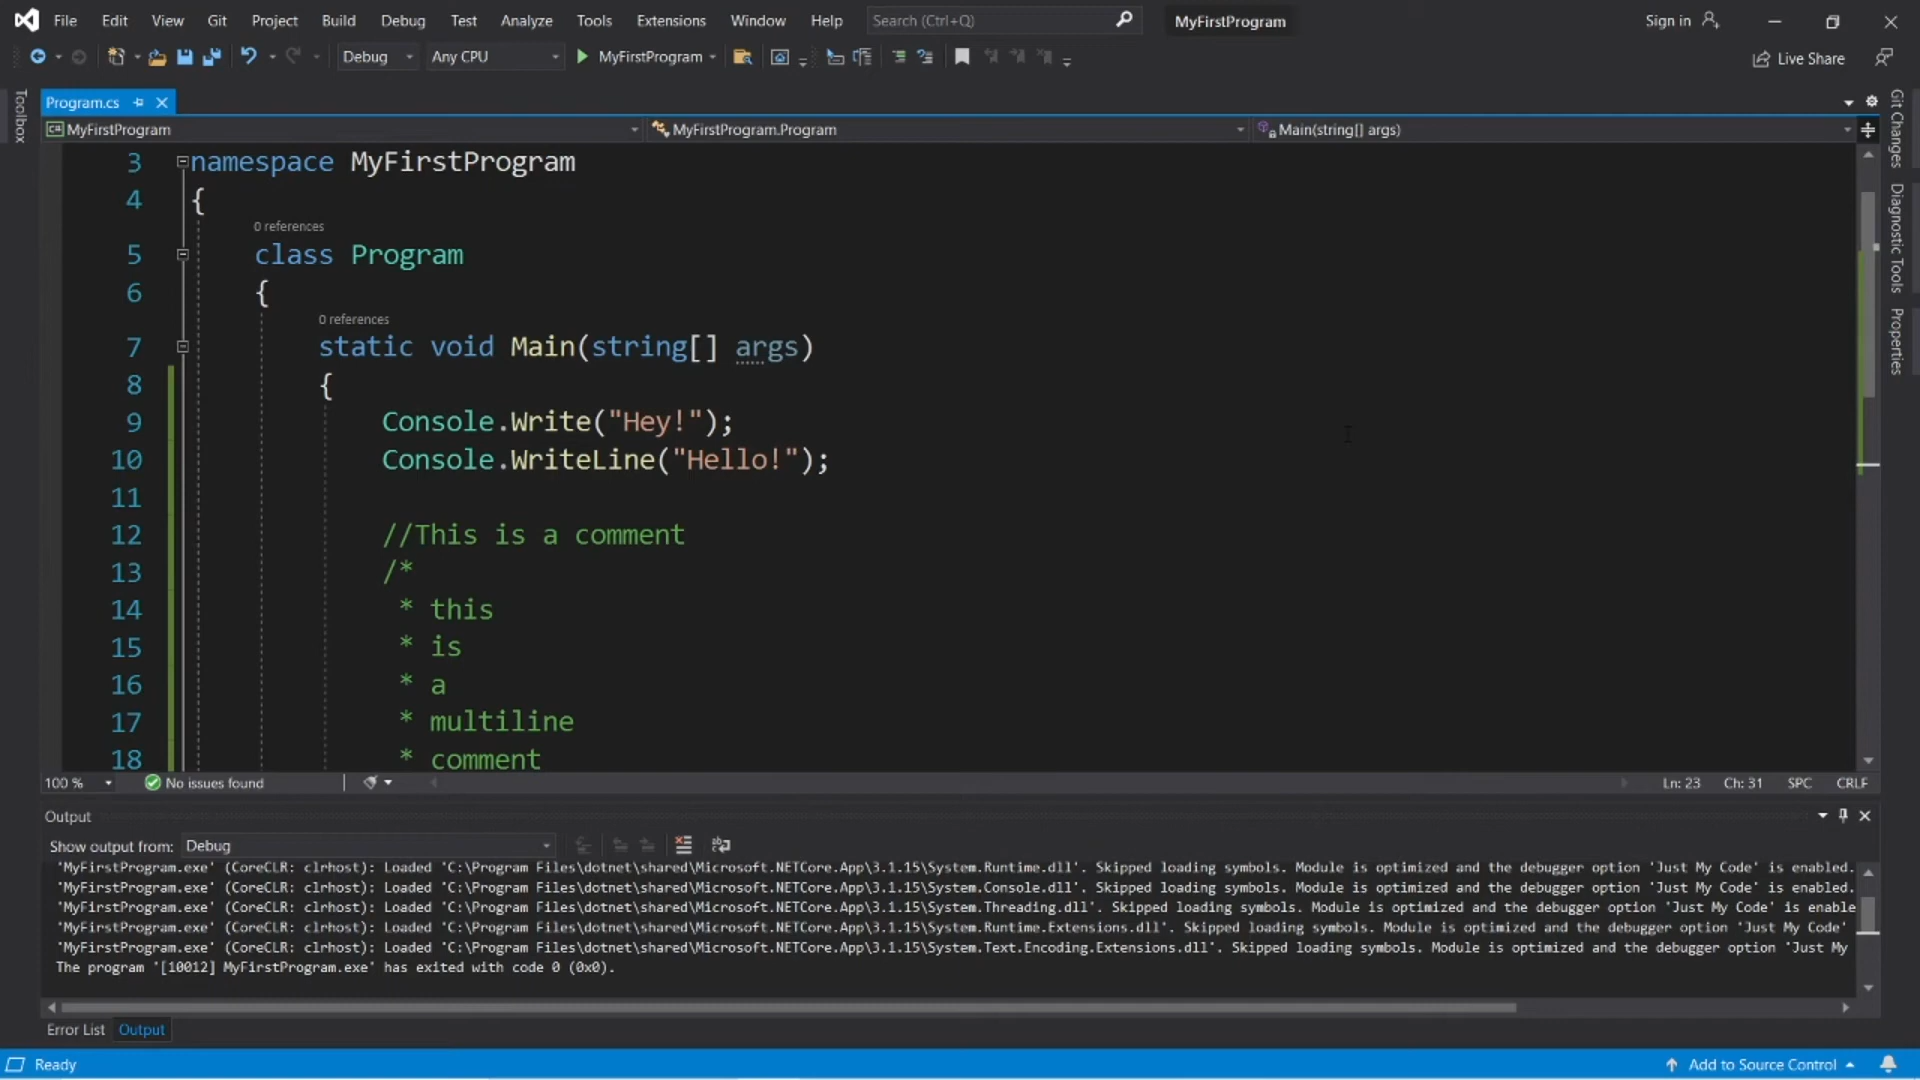 File Edit View Git Project Build Debug Test Analyze Tools Extensions Window Help Search (Ctrl+Q) MyFirstProgram Sign in
Debug Any CPU MyFirstProgram Live Share
Toolbox
Program.cs
MyFirstProgram MyFirstProgram.Program Main(string[] args)
Git Changes
Diagnostic Tools
Properties
3 namespace MyFirstProgram
4 {
0 references
5 class Program
6 {
0 references
7 static void Main(string[] args)
8 {
9 Console.Write("Hey!");
10 Console.WriteLine("Hello!");
11
12 //This is a comment
13 /*
14 * this
15 * is
16 * a
17 * multiline
18 * comment
100 % No issues found Ln: 23 Ch: 31 SPC CRLF
Output
Show output from: Debug
'MyFirstProgram.exe' (CoreCLR: clrhost): Loaded 'C:\Program Files\dotnet\shared\Microsoft.NETCore.App\3.1.15\System.Runtime.dll'. Skipped loading symbols. Module is optimized and the debugger option 'Just My Code' is enabled.
'MyFirstProgram.exe' (CoreCLR: clrhost): Loaded 'C:\Program Files\dotnet\shared\Microsoft.NETCore.App\3.1.15\System.Console.dll'. Skipped loading symbols. Module is optimized and the debugger option 'Just My Code' is enabled.
'MyFirstProgram.exe' (CoreCLR: clrhost): Loaded 'C:\Program Files\dotnet\shared\Microsoft.NETCore.App\3.1.15\System.Threading.dll'. Skipped loading symbols. Module is optimized and the debugger option 'Just My Code' is enable
'MyFirstProgram.exe' (CoreCLR: clrhost): Loaded 'C:\Program Files\dotnet\shared\Microsoft.NETCore.App\3.1.15\System.Runtime.Extensions.dll'. Skipped loading symbols. Module is optimized and the debugger option 'Just My Code'
'MyFirstProgram.exe' (CoreCLR: clrhost): Loaded 'C:\Program Files\dotnet\shared\Microsoft.NETCore.App\3.1.15\System.Text.Encoding.Extensions.dll'. Skipped loading symbols. Module is optimized and the debugger option 'Just My
The program '[10012] MyFirstProgram.exe' has exited with code 0 (0x0).
Error List Output
Ready Add to Source Control